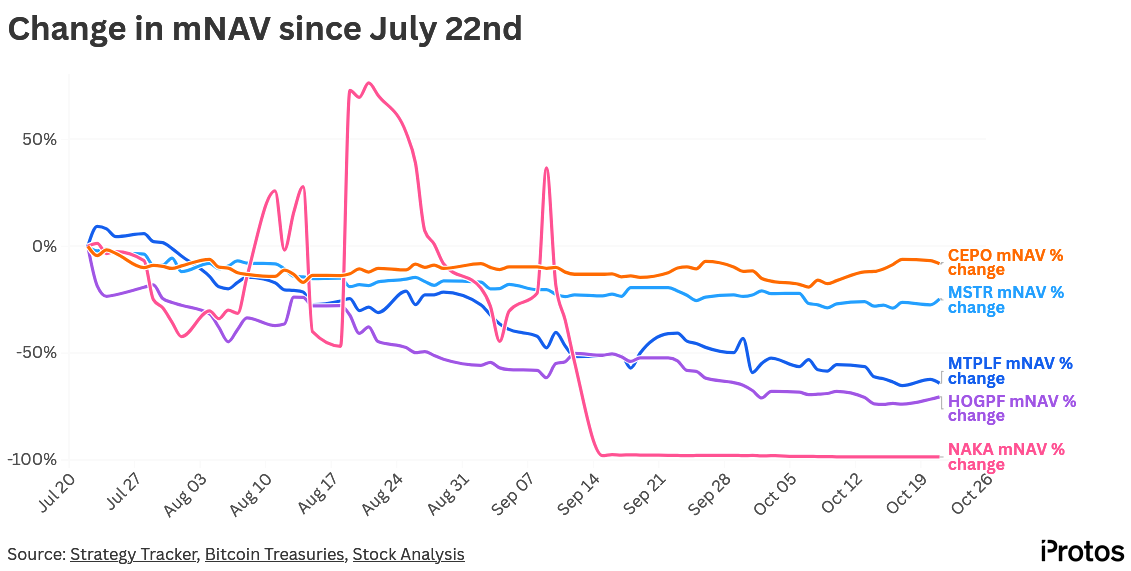 Change in mNAV since July 22nd
50%
0%
-50%
-100%
CEPO mNAV %
change
MSTR mNAV %
change
MTPLF mNAV %
change
HOGPF mNAV %
change
NAKA mNAV %
change
Jul 20
Jul 27
Aug 03
Aug 10
Aug 17
Aug 24
Aug 31
Sep 07
Sep 14
Sep 21
Sep 28
Oct 05
Oct 12
Oct 19
Oct 26
Source: Strategy Tracker, Bitcoin Treasuries, Stock Analysis
Protos